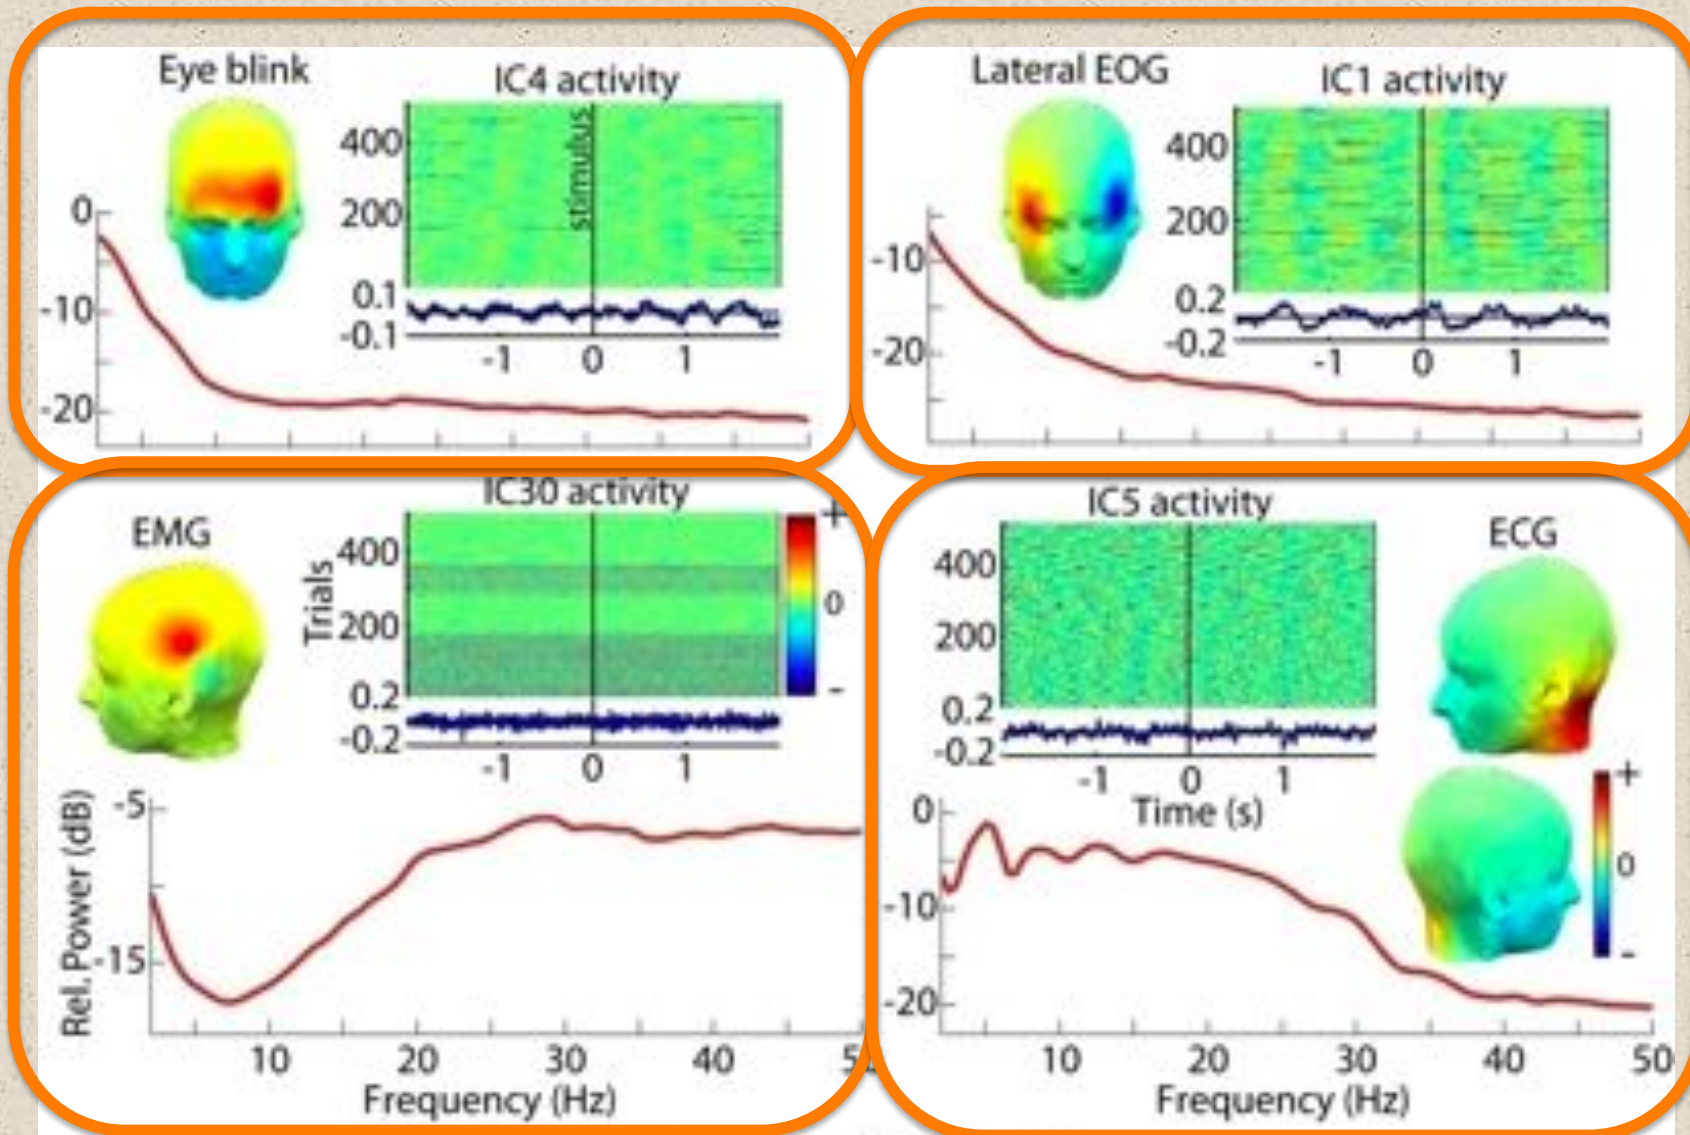 Eye blink
IC4 activity
stimulus
400
200
0.1
-0.1
-1 0 1
0
-10
-20
Lateral EOG
IC1 activity
400
200
0.2
-0.2
-1 0 1
-10
-20
EMG
IC30 activity
Trials
400
200
0.2
-0.2
-1 0 1
+
0
-
Rel. Power (dB)
-5
-15
10 20 30 40 50
Frequency (Hz)
IC5 activity
ECG
400
200
0.2
-0.2
-1 0 1
Time (s)
+
0
-
0
-10
-20
10 20 30 40 50
Frequency (Hz)